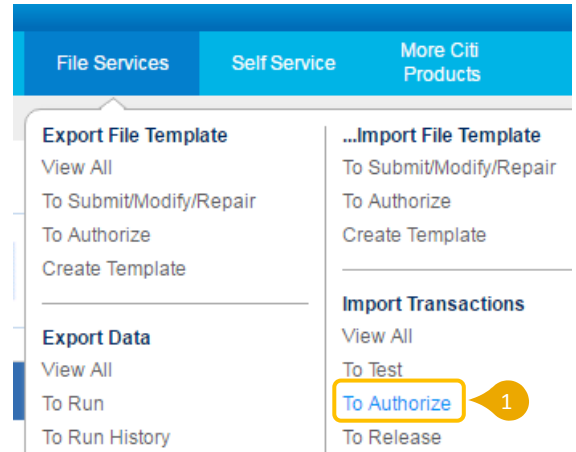 File Services
Self Service
More Citi
Products
Export File Template
View All
To Submit/Modify/Repair
To Authorize
Create Template
Export Data
View All
To Run
To Run History
...Import File Template
To Submit/Modify/Repair
To Authorize
Create Template
Import Transactions
View All
To Test
To Authorize
1
To Release